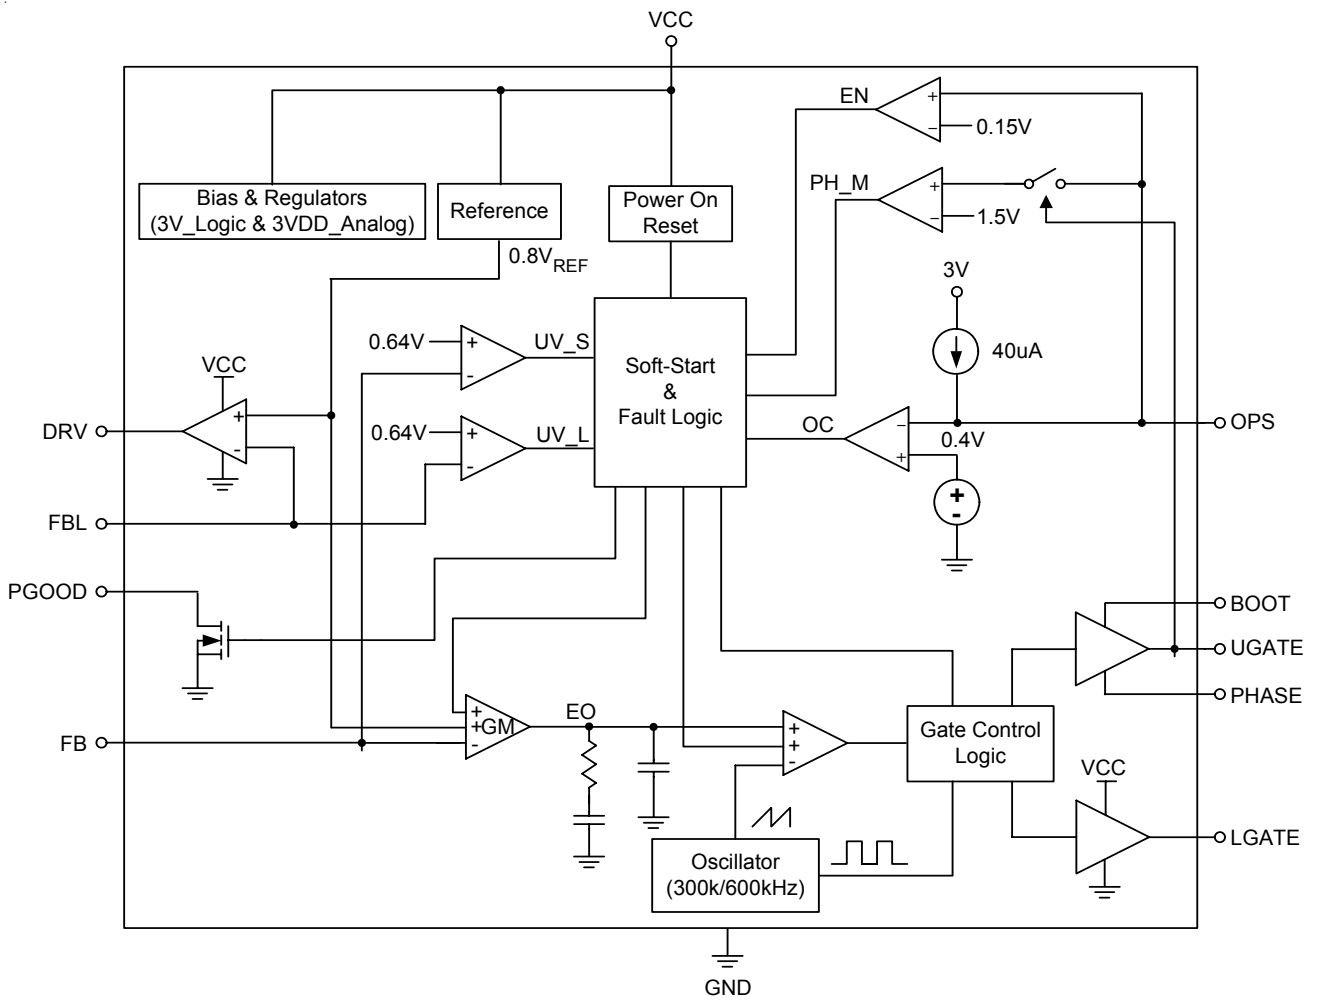 VCC
EN
+
−
0.15V
PH_M
+
−
1.5V
Bias & Regulators
(3V_Logic & 3VDD_Analog)
Reference
Power On
Reset
0.8VREF
3V
40uA
0.64V
+
-
UV_S
Soft-Start
&
Fault Logic
VCC
DRV
+
-
0.64V
+
-
UV_L
OC
−
+
0.4V
OPS
+
-
FBL
PGOOD
BOOT
UGATE
PHASE
FB
+
+
-
GM
EO
+
+
-
Gate Control
Logic
VCC
LGATE
Oscillator
(300k/600kHz)
GND